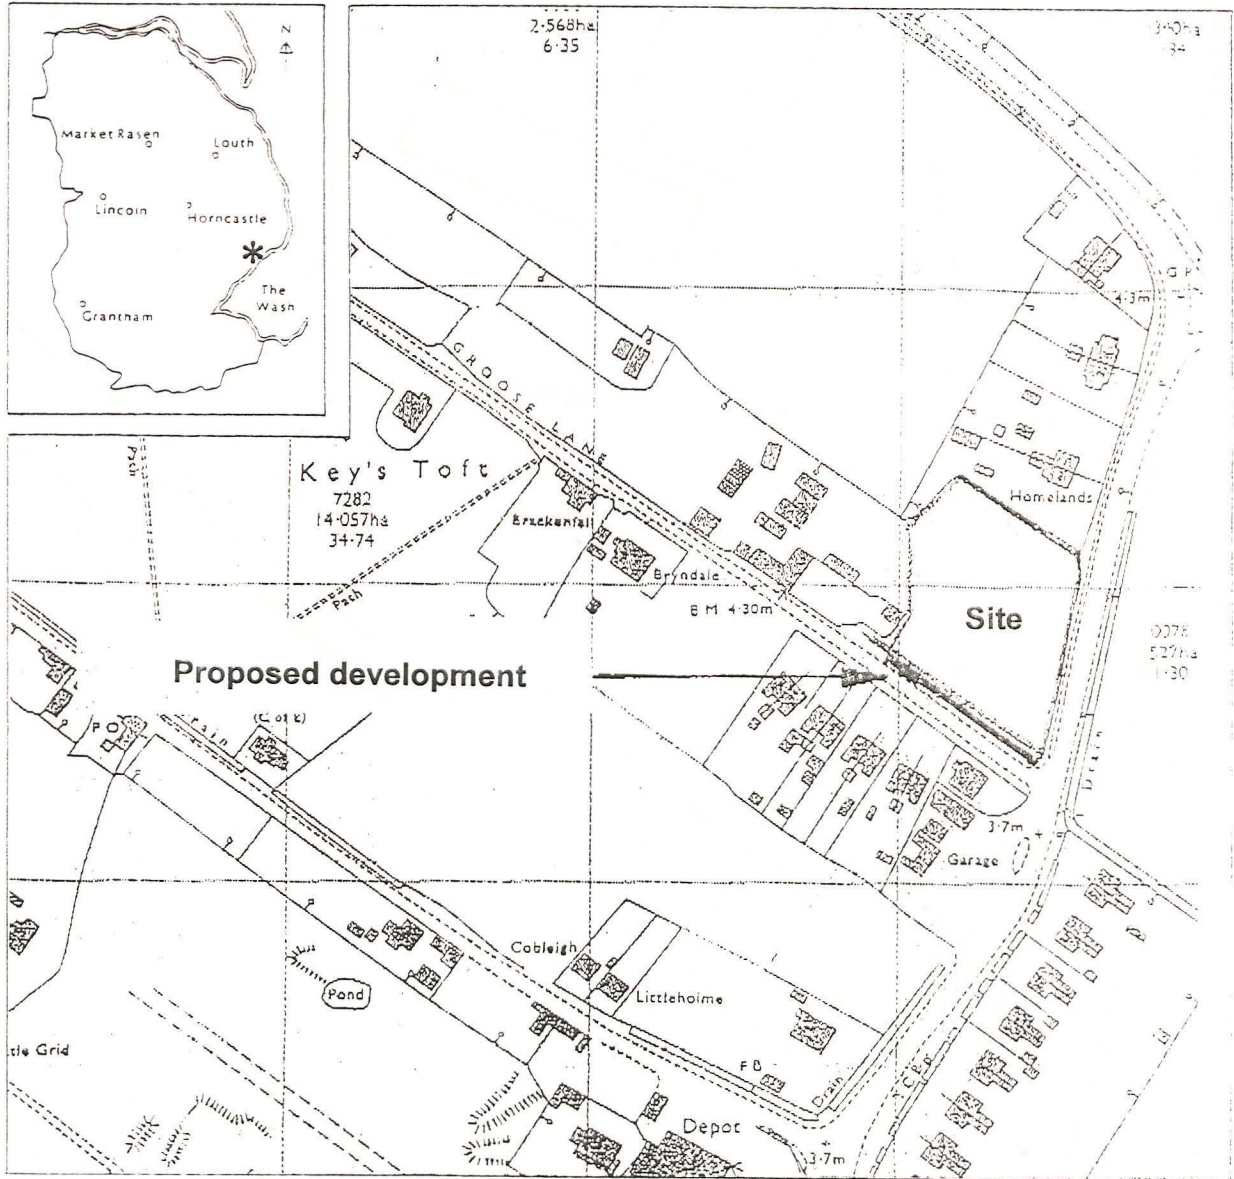 N
Market Rasen
Louth
Lincoln
Horncastle
*
The
Wash
Grantham
2·568ha
6·35
G P
4·3m
GROOSE LANE
Path
Key's Toft
7282
14·057ha
34·74
Homelands
Bryndale
Path
B M 4·30m
Site
Proposed development
P O
Drain
3·7m
Garage
Cobleigh
Pond
Littleholme
F B
Drain
Depot
3·7m